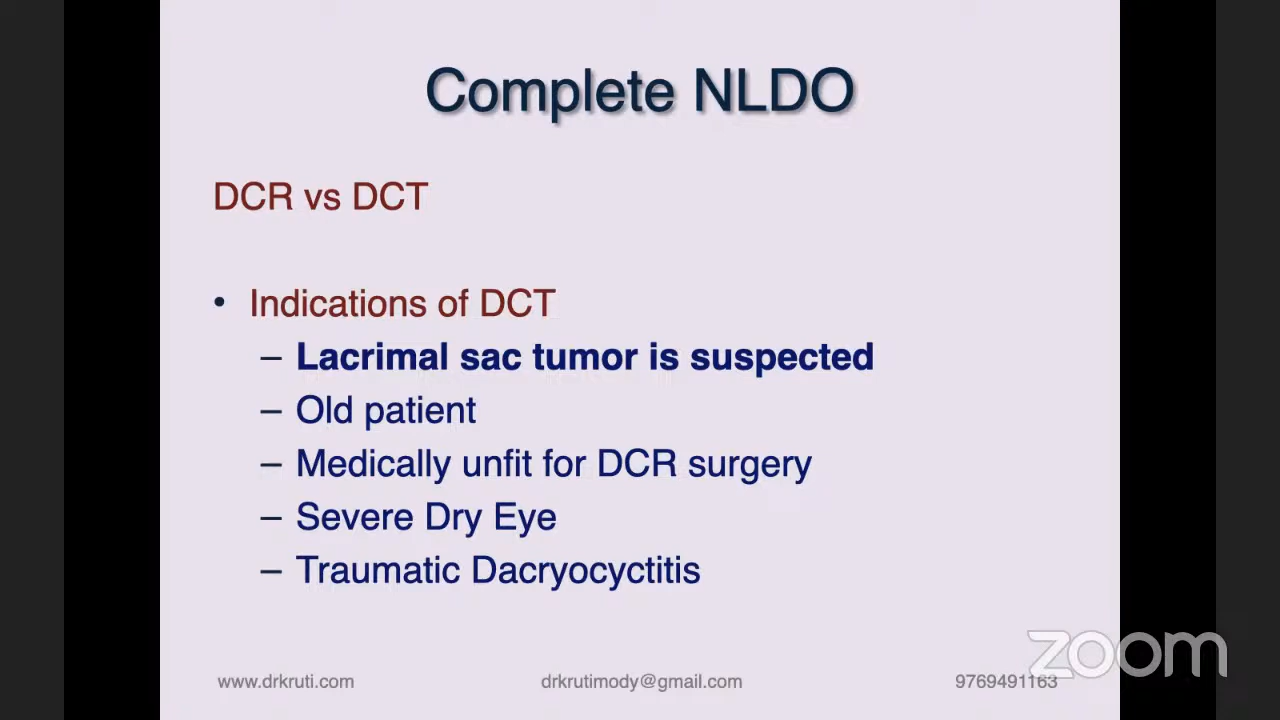 Complete NLDO
DCR vs DCT
• Indications of DCT
– Lacrimal sac tumor is suspected
– Old patient
– Medically unfit for DCR surgery
– Severe Dry Eye
– Traumatic Dacryocyctitis
zoom
www.drkruti.com drkrutimody@gmail.com 9769491163